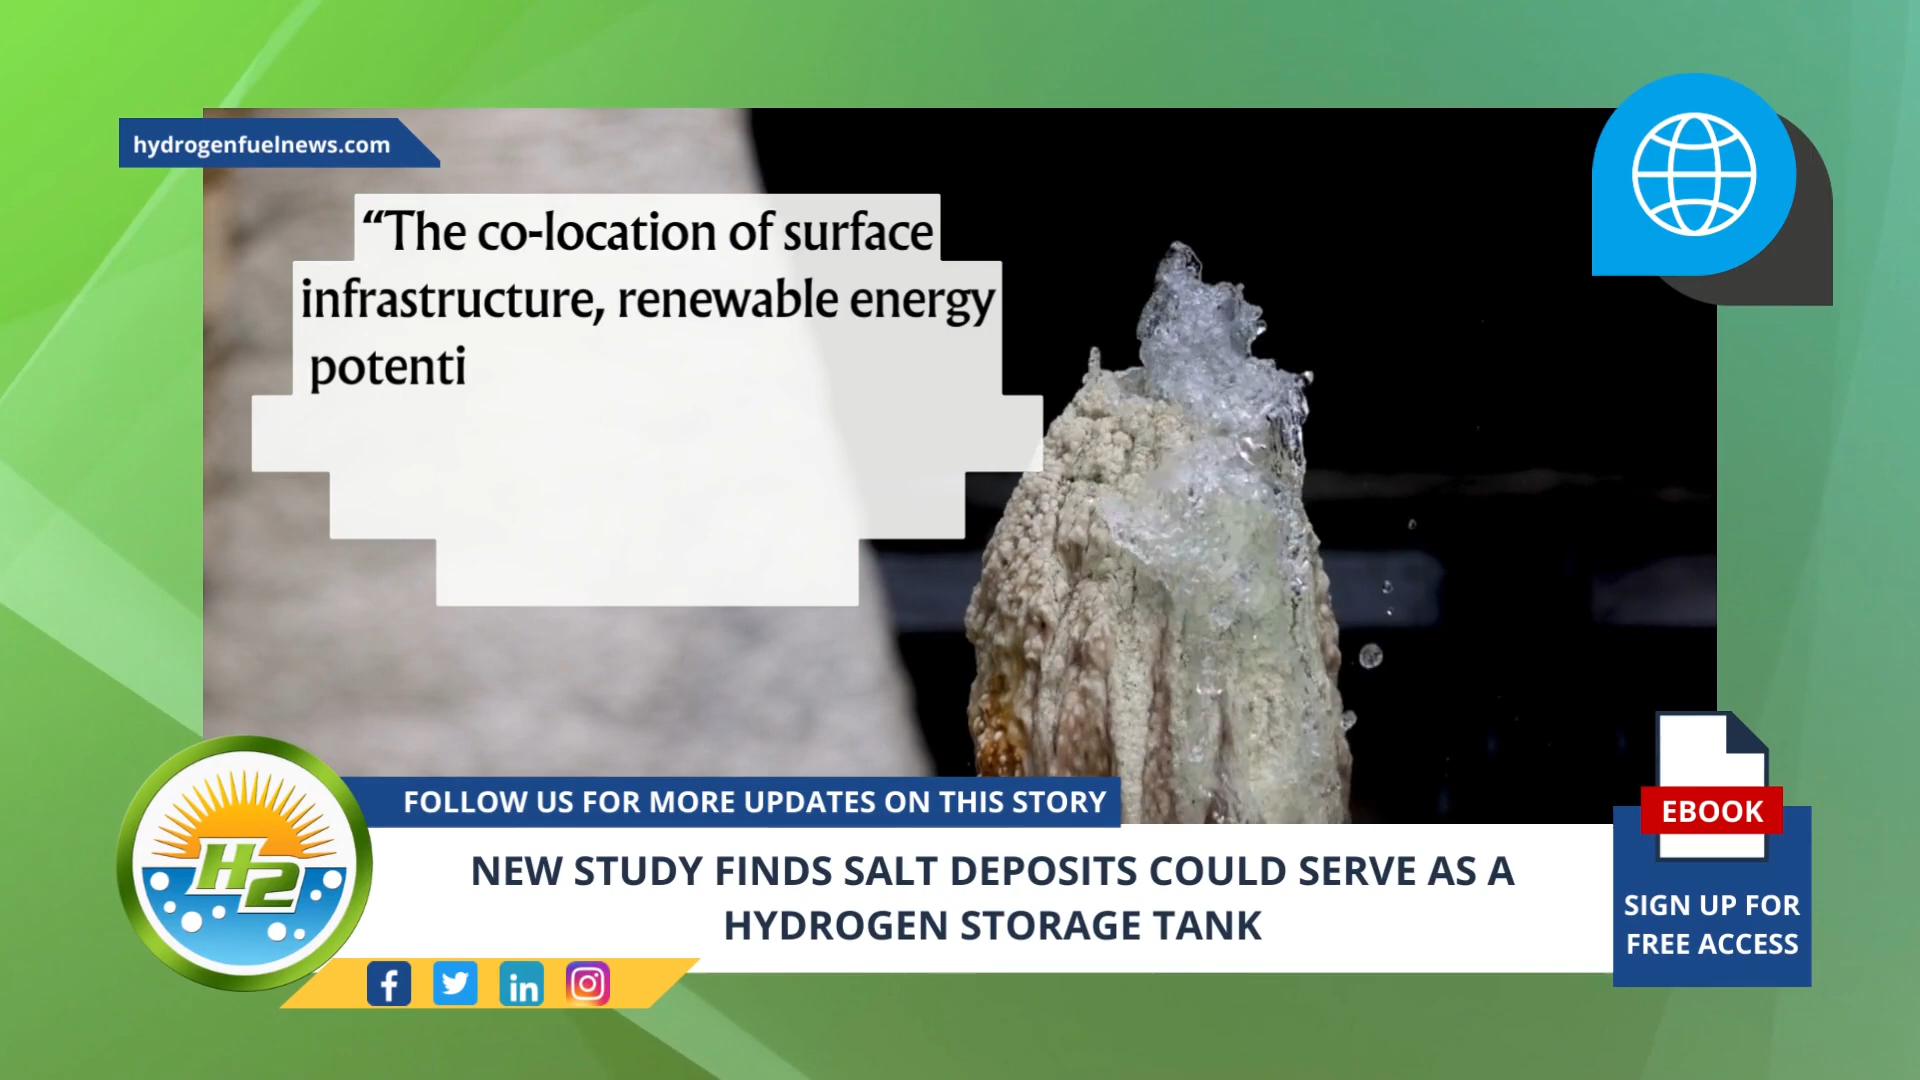 hydrogenfuelnews.com
“The co-location of surface
infrastructure, renewable energy
potenti
FOLLOW US FOR MORE UPDATES ON THIS STORY
NEW STUDY FINDS SALT DEPOSITS COULD SERVE AS A
HYDROGEN STORAGE TANK
H2
f
in
EBOOK
SIGN UP FOR
FREE ACCESS